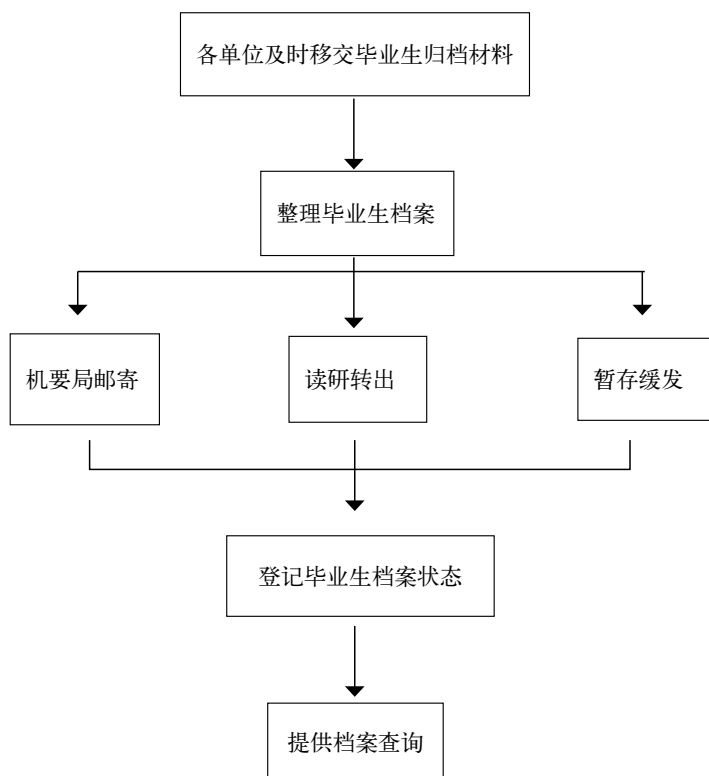 各单位及时移交毕业生归档材料
整理毕业生档案
机要局邮寄
读研转出
暂存缓发
登记毕业生档案状态
提供档案查询